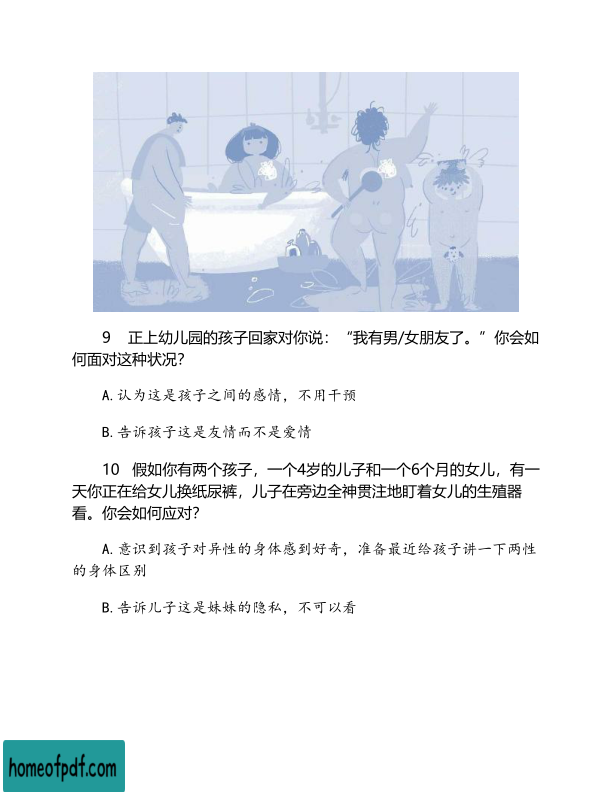 9 正上幼儿园的孩子回家对你说：“我有男/女朋友了。”你会如
何面对这种状况？
A.认为这是孩子之间的感情，不用干预
B.告诉孩子这是友情而不是爱情
10 假如你有两个孩子，一个4岁的儿子和一个6个月的女儿，有一
天你正在给女儿换纸尿裤，儿子在旁边全神贯注地盯着女儿的生殖器
看。你会如何应对？
A.意识到孩子对异性的身体感到好奇，准备最近给孩子讲一下两性
的身体区别
B.告诉儿子这是妹妹的隐私，不可以看
homeofpdf.com